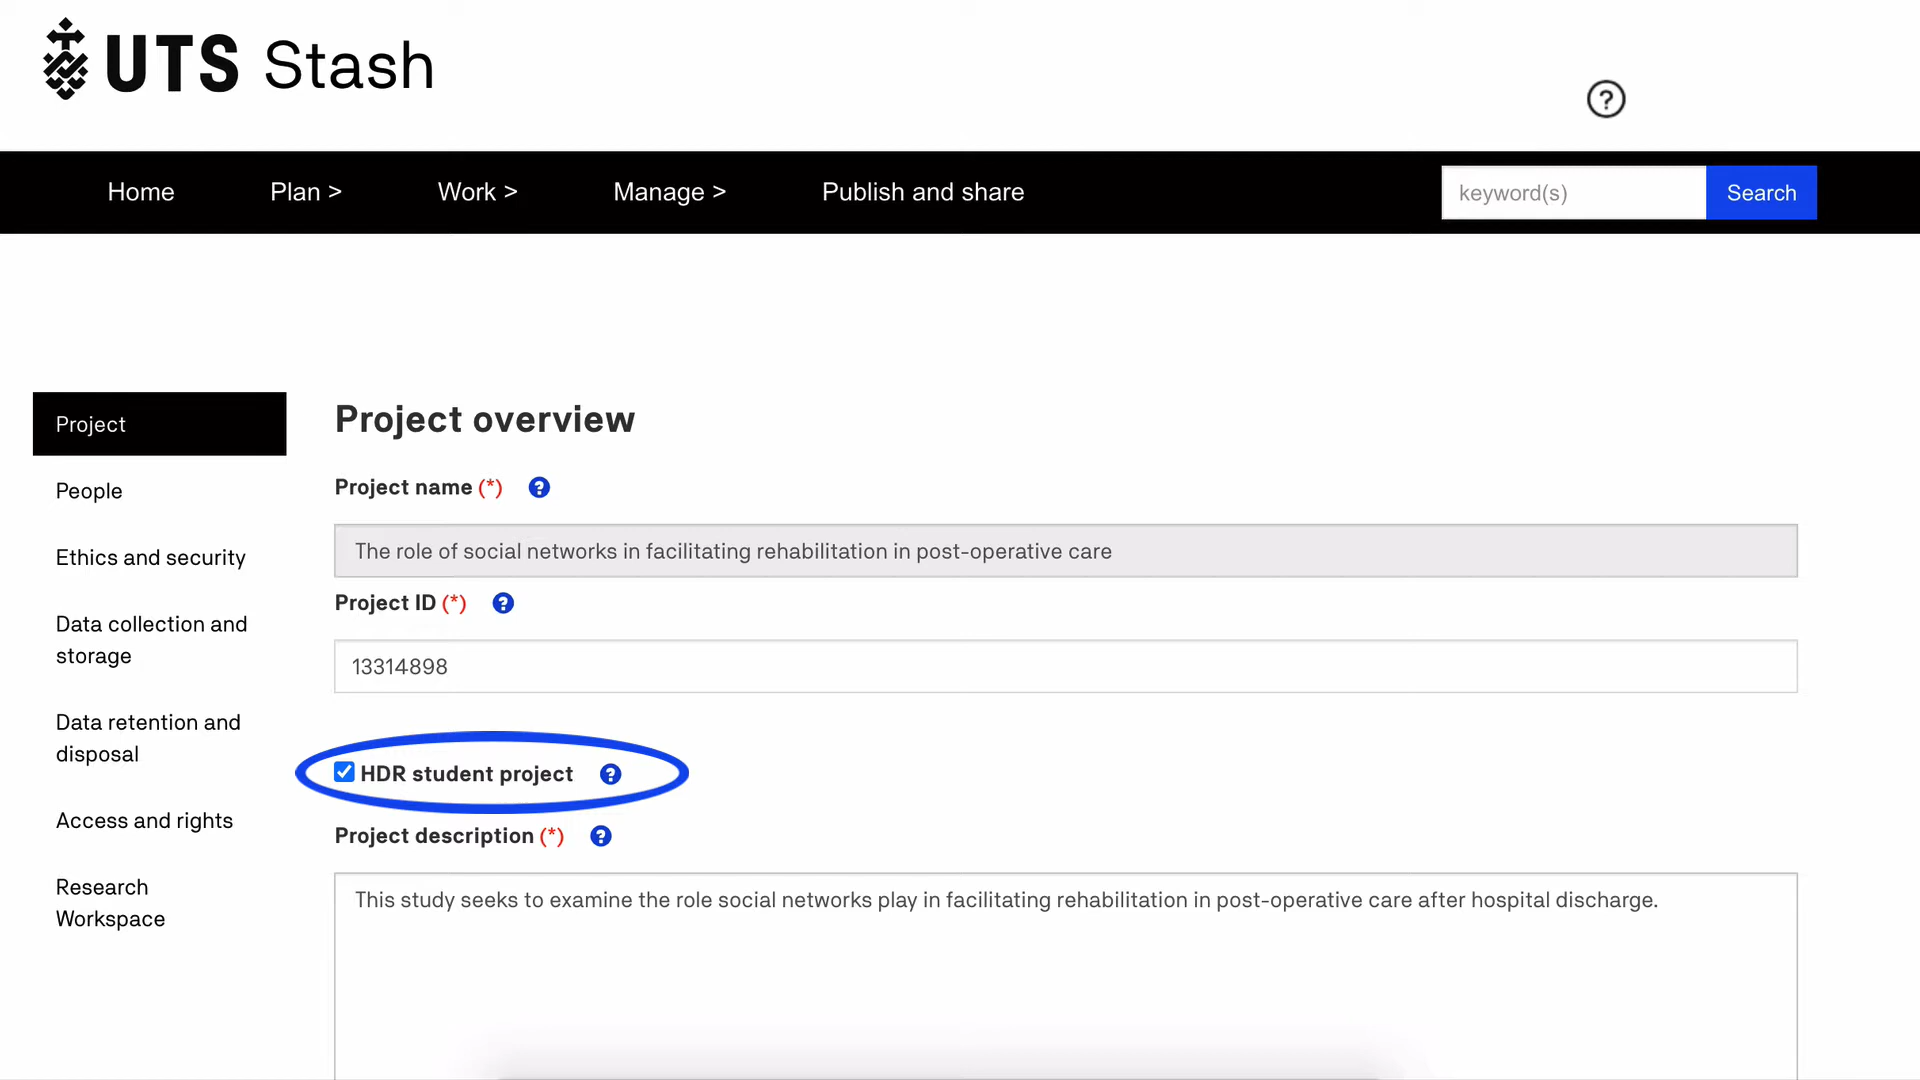 UTS Stash
?
Home
Plan >
Work >
Manage >
Publish and share
keyword(s)
Search
Project
People
Ethics and security
Data collection and
storage
Data retention and
disposal
Access and rights
Research
Workspace
Project overview
Project name (*) ?
The role of social networks in facilitating rehabilitation in post-operative care
Project ID (*) ?
13314898
HDR student project ?
Project description (*) ?
This study seeks to examine the role social networks play in facilitating rehabilitation in post-operative care after hospital discharge.